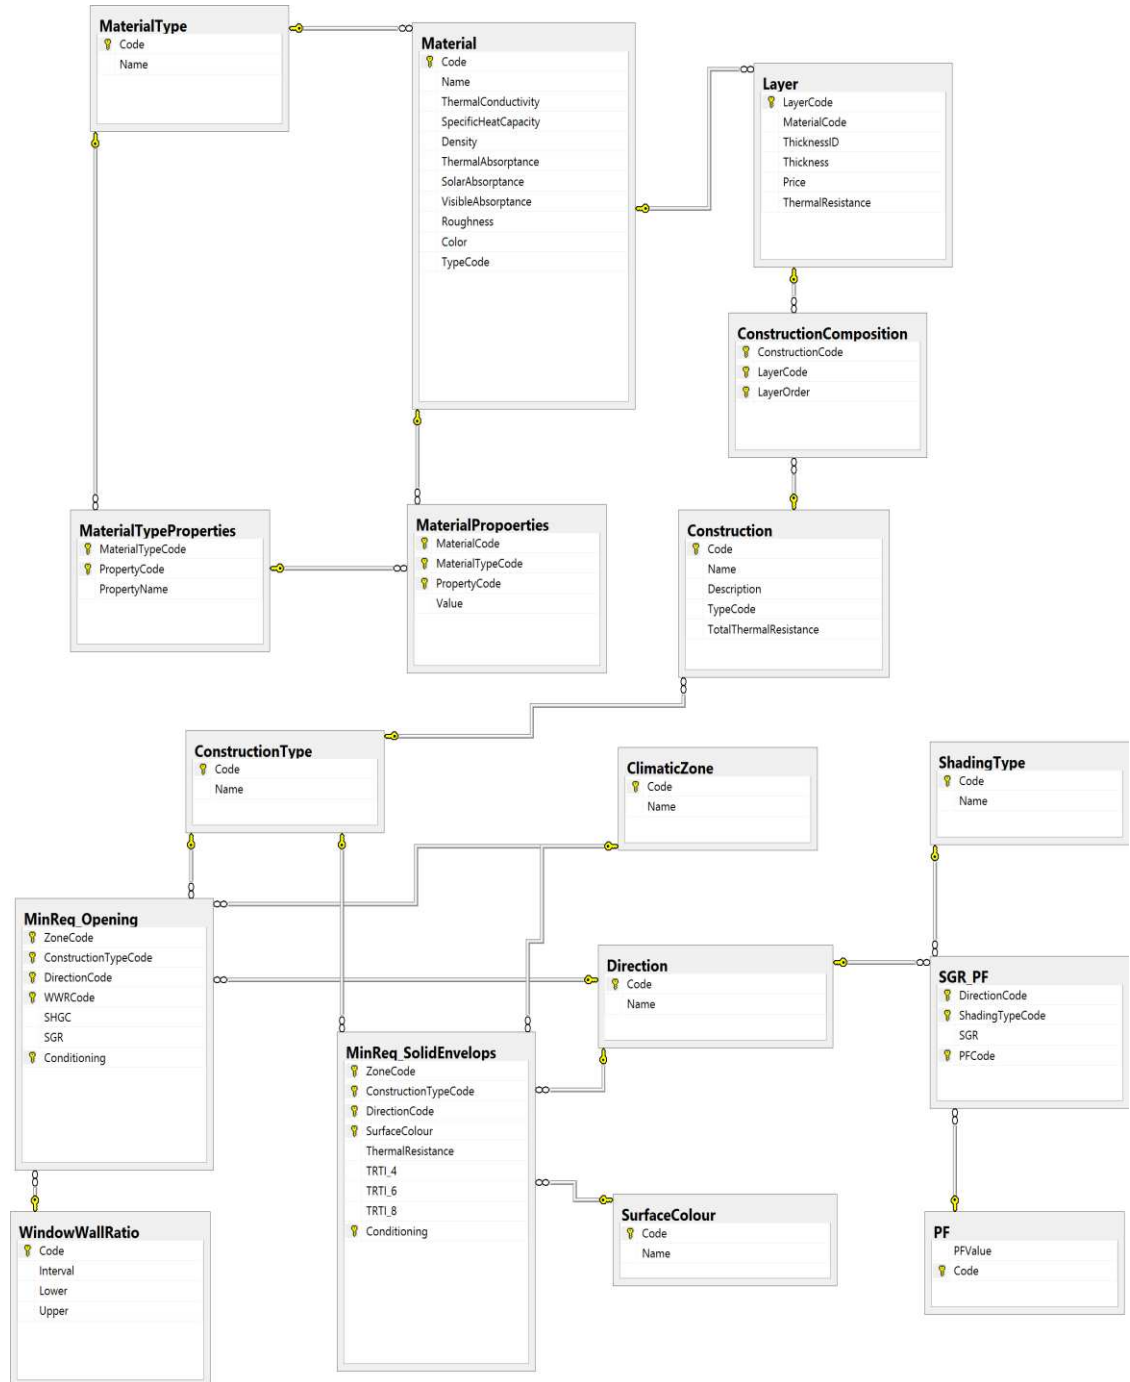 MaterialType
Code
Name
Material
Code
Name
ThermalConductivity
SpecificHeatCapacity
Density
ThermalAbsorptance
SolarAbsorptance
VisibleAbsorptance
Roughness
Color
TypeCode
Layer
LayerCode
MaterialCode
ThicknessID
Thickness
Price
ThermalResistance
ConstructionComposition
ConstructionCode
LayerCode
LayerOrder
MaterialTypeProperties
MaterialTypeCode
PropertyCode
PropertyName
MaterialPropoerties
MaterialCode
MaterialTypeCode
PropertyCode
Value
Construction
Code
Name
Description
TypeCode
TotalThermalResistance
ConstructionType
Code
Name
ClimaticZone
Code
Name
ShadingType
Code
Name
MinReq_Opening
ZoneCode
ConstructionTypeCode
DirectionCode
WWRCode
SHGC
SGR
Conditioning
Direction
Code
Name
SGR_PF
DirectionCode
ShadingTypeCode
SGR
PFCode
MinReq_SolidEnvelops
ZoneCode
ConstructionTypeCode
DirectionCode
SurfaceColour
ThermalResistance
TRTI_4
TRTI_6
TRTI_8
Conditioning
SurfaceColour
Code
Name
WindowWallRatio
Code
Interval
Lower
Upper
PF
PFValue
Code